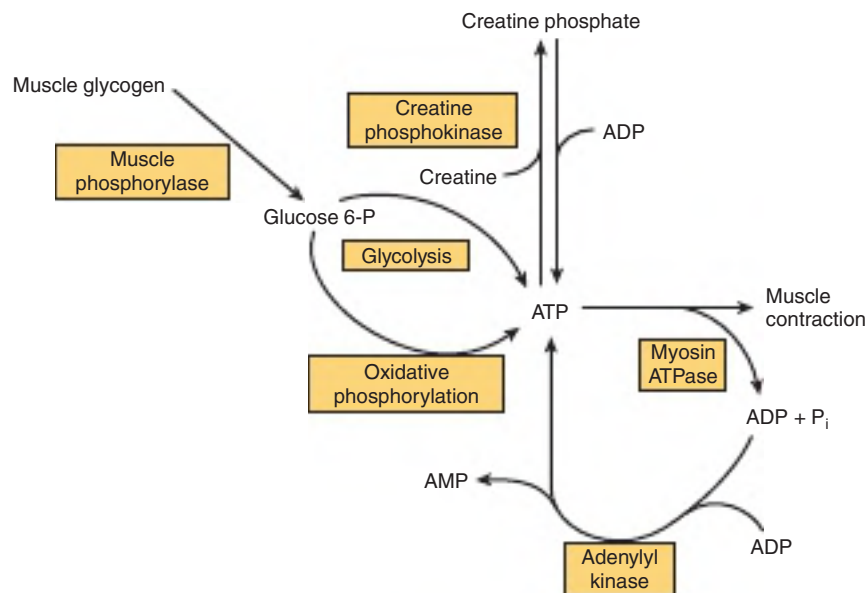 Creatine phosphate
Muscle glycogen
Creatine
phosphokinase
ADP
Muscle
phosphorylase
Creatine
Glucose 6-P
Glycolysis
ATP
Muscle
contraction
Myosin
ATPase
Oxidative
phosphorylation
ADP + Pi
AMP
ADP
Adenylyl
kinase